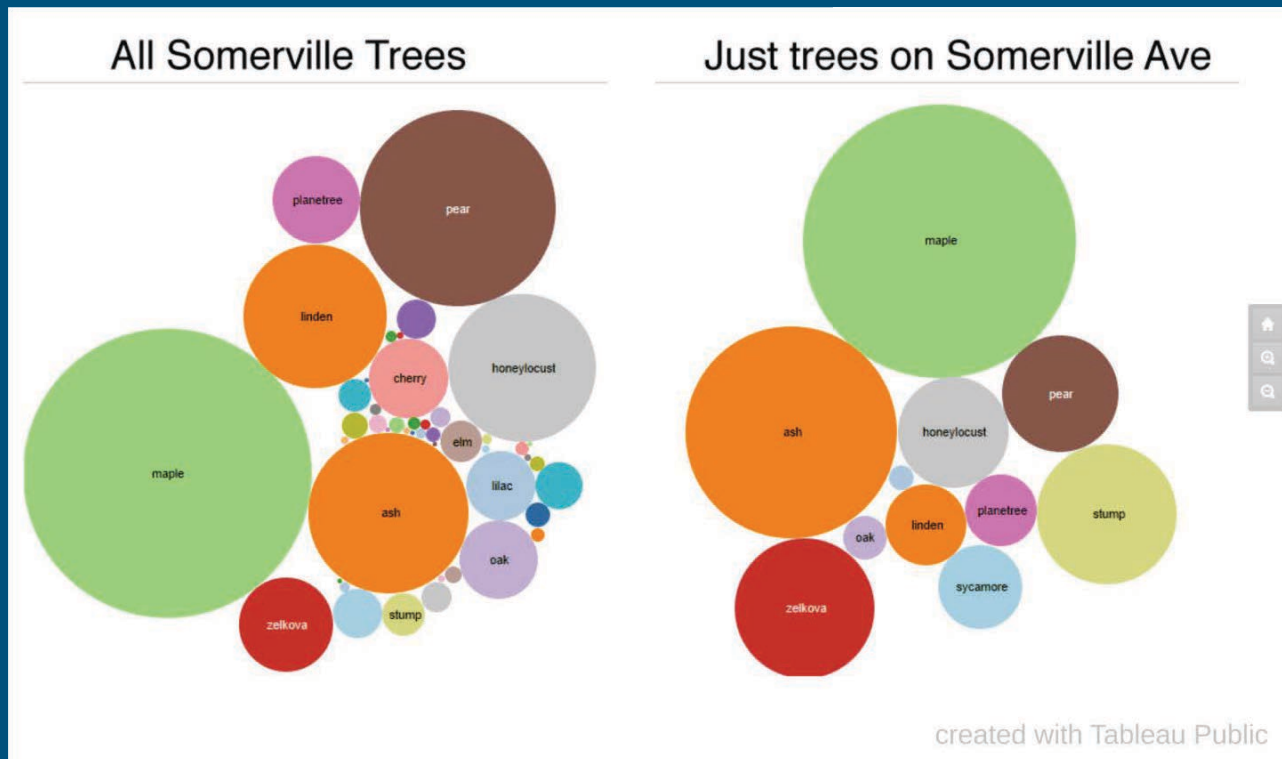 All Somerville Trees
Just trees on Somerville Ave
planetree
pear
linden
cherry
honeylocust
elm
maple
lilac
ash
oak
stump
zelkova
maple
pear
ash
honeylocust
planetree
stump
linden
oak
sycamore
zelkova
created with Tableau Public